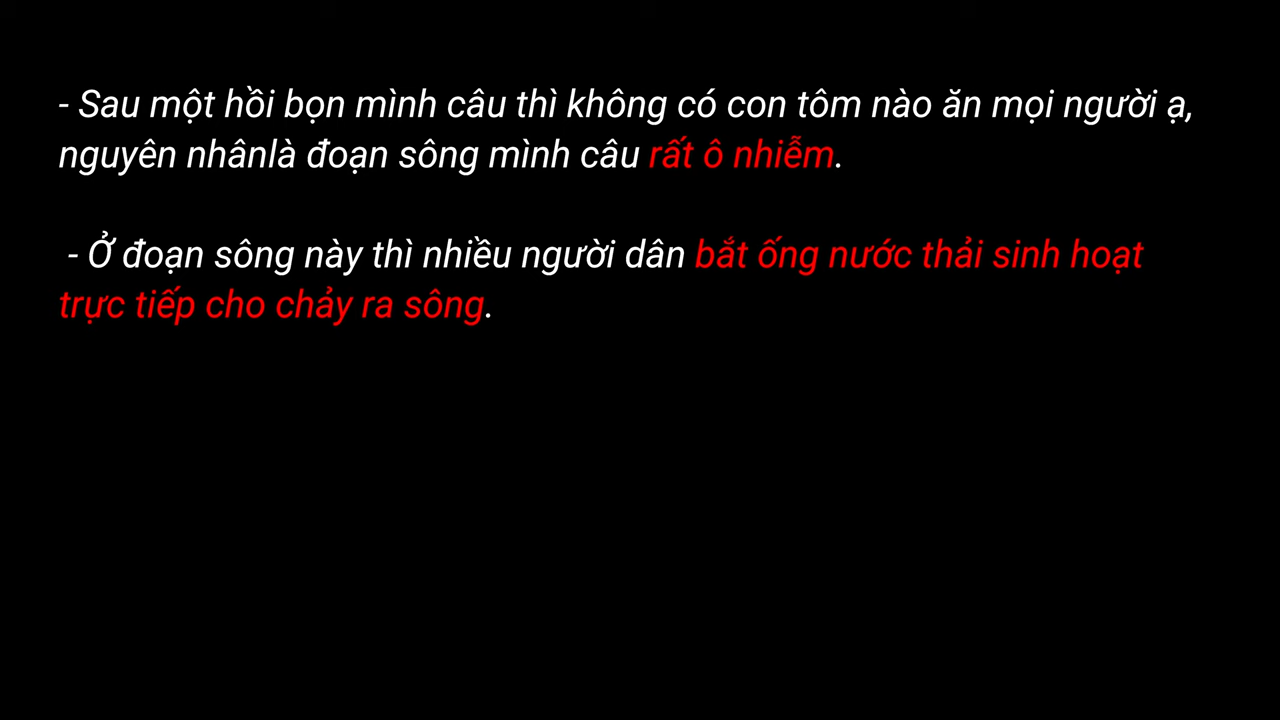 - Sau một hồi bọn mình câu thì không có con tôm nào ăn mọi người ạ,
nguyên nhânlà đoạn sông mình câu rất ô nhiễm.
- Ở đoạn sông này thì nhiều người dân bắt ống nước thải sinh hoạt
trực tiếp cho chảy ra sông.